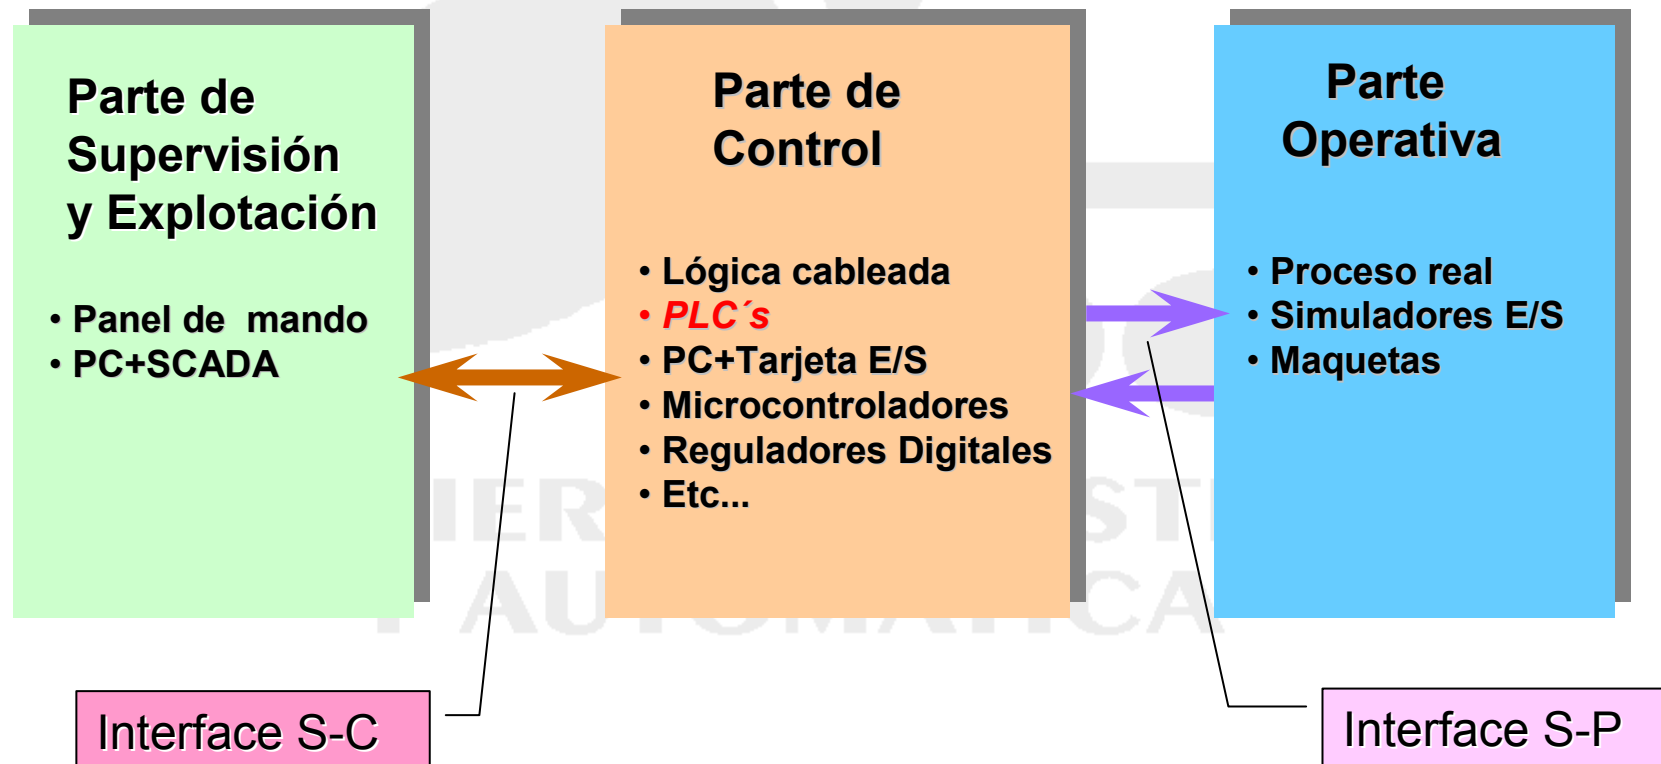 Parte de
Supervisión
y Explotación
• Panel de mando
• PC+SCADA
Parte de
Control
• Lógica cableada
• PLC´s
• PC+Tarjeta E/S
• Microcontroladores
• Reguladores Digitales
• Etc...
Parte
Operativa
• Proceso real
• Simuladores E/S
• Maquetas
Interface S-C
Interface S-P